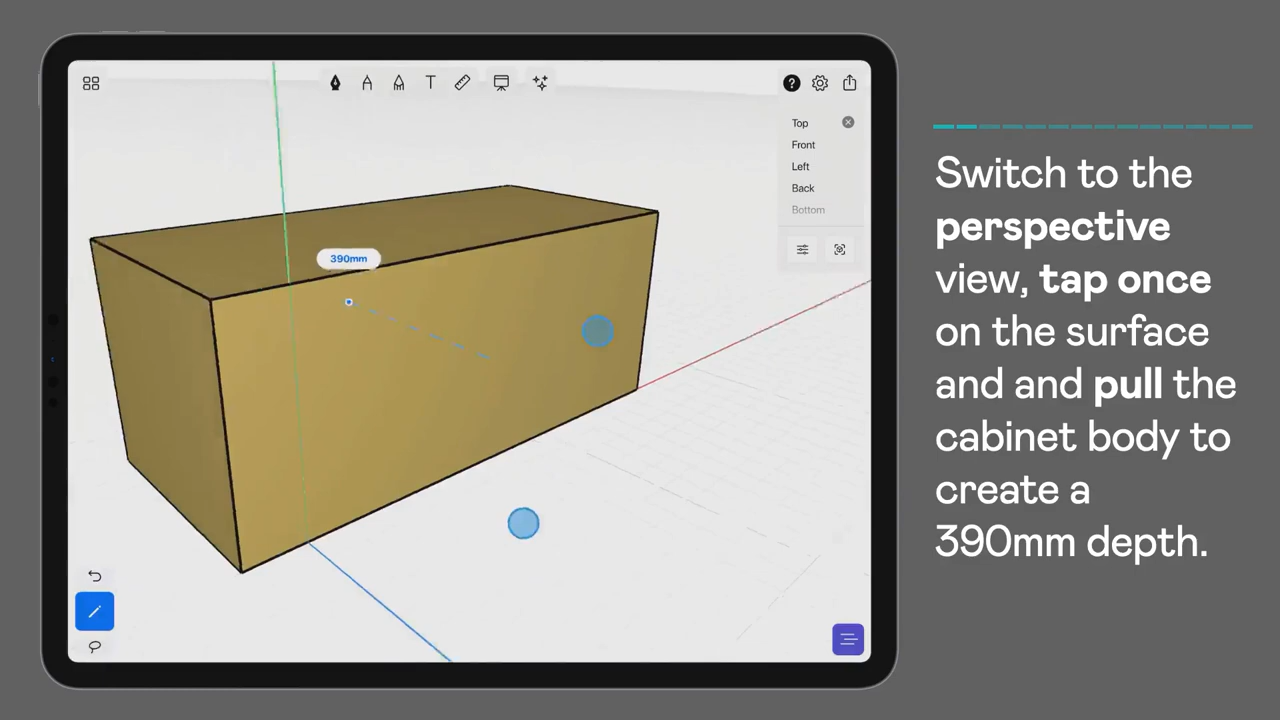 T
?
Top
Front
Left
Back
Bottom
390mm
Switch to the
perspective
view, tap once
on the surface
and and pull the
cabinet body to
create a
390mm depth.